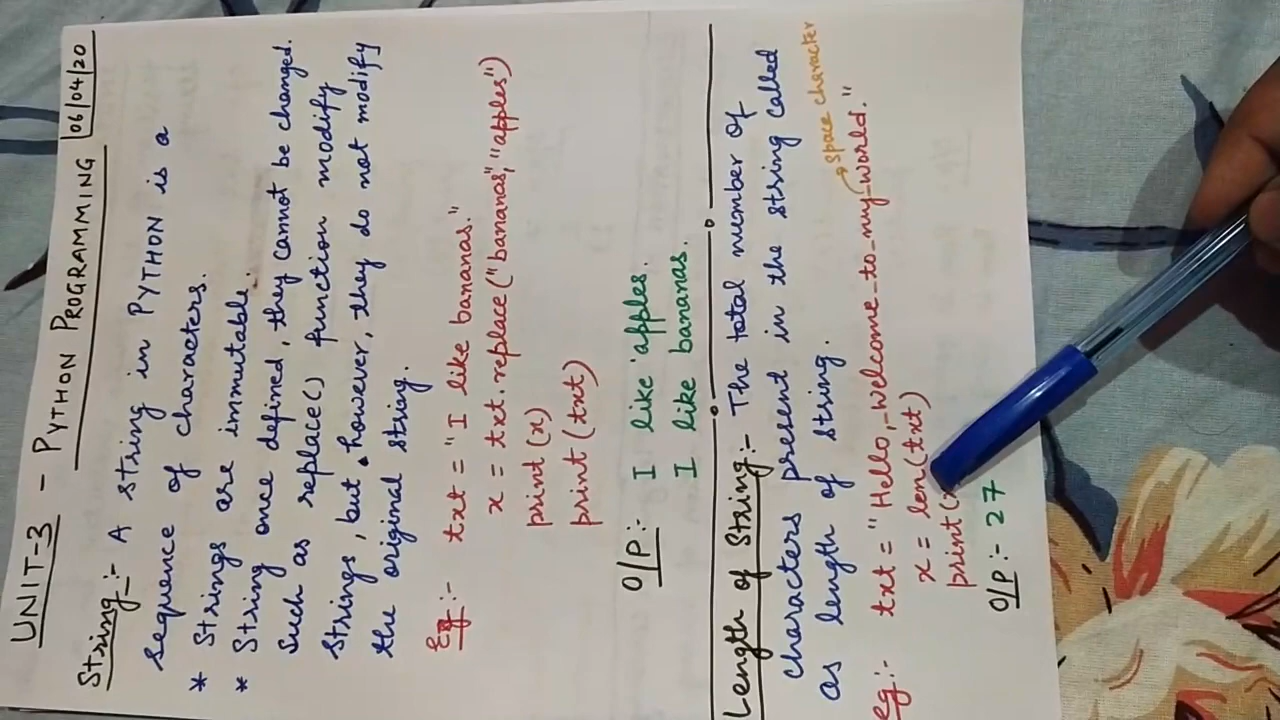 UNIT-3 - PYTHON PROGRAMMING 06/04/20
String:- A string in PYTHON is a
sequence of characters.
* Strings are immutable.
* String once defined, they cannot be changed.
Such as replace() function modify
strings, but however, they do not modify
the original string.
Eg:- txt = "I like bananas."
x = txt.replace("bananas","apples")
print(x)
print(txt)
O/P:- I like apples.
I like bananas.
Length of String:- The total number of
characters present in the string called
as length of string.
space character
eg:- txt = "Hello,_welcome_to_my_world."
x = len(txt)
print(x
O/P:- 27